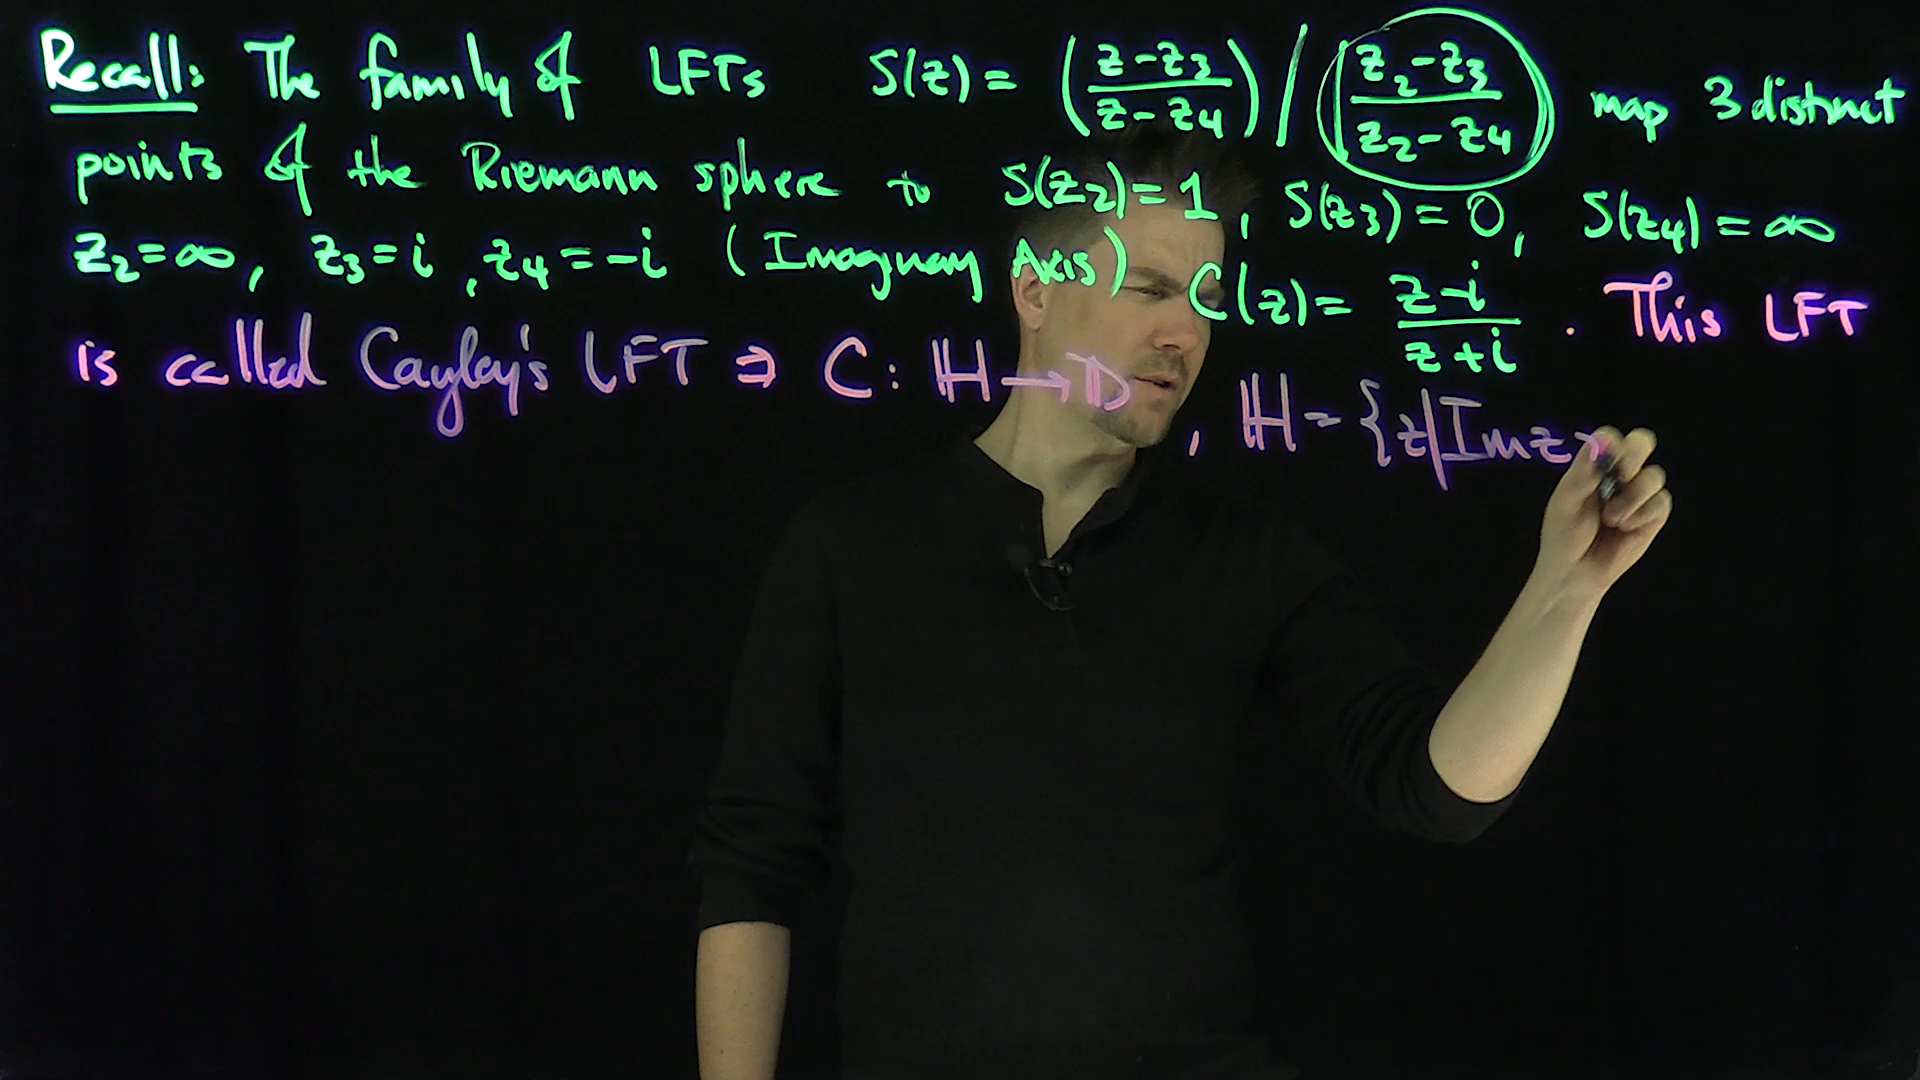 Recall: The family of LFTs S(z) = (z-z₃ / z-z₄) / (z₂-z₃ / z₂-z₄) map 3 distinct
points of the Riemann sphere to S(z₂)=1, S(z₃)=0, S(z₄)=∞
z₂=∞, z₃=i, z₄=-i (Imaginary Axis) C(z) = z-i / z+i. This LFT
is called Cayley's LFT ⇒ C: ℍ → 𝔻, ℍ = {z|Im z >